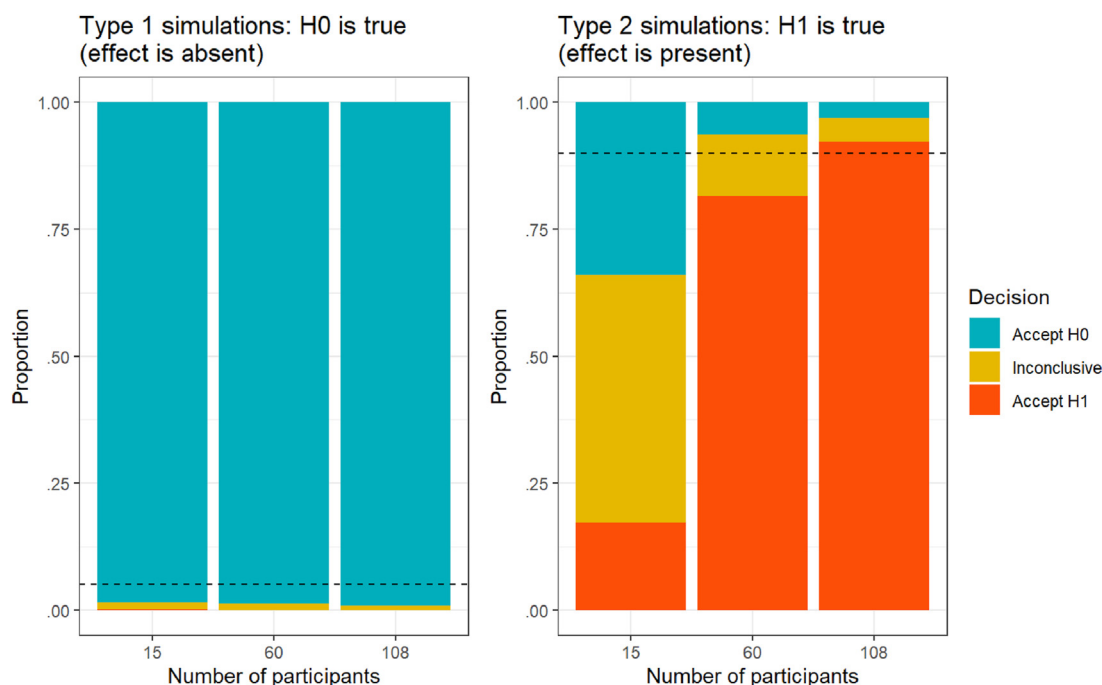 Type 1 simulations: H0 is true
(effect is absent)
1.00
.75
.50
.25
.00
Proportion
15
60
108
Number of participants
Type 2 simulations: H1 is true
(effect is present)
1.00
.75
.50
.25
.00
Proportion
15
60
108
Number of participants
Decision
Accept H0
Inconclusive
Accept H1